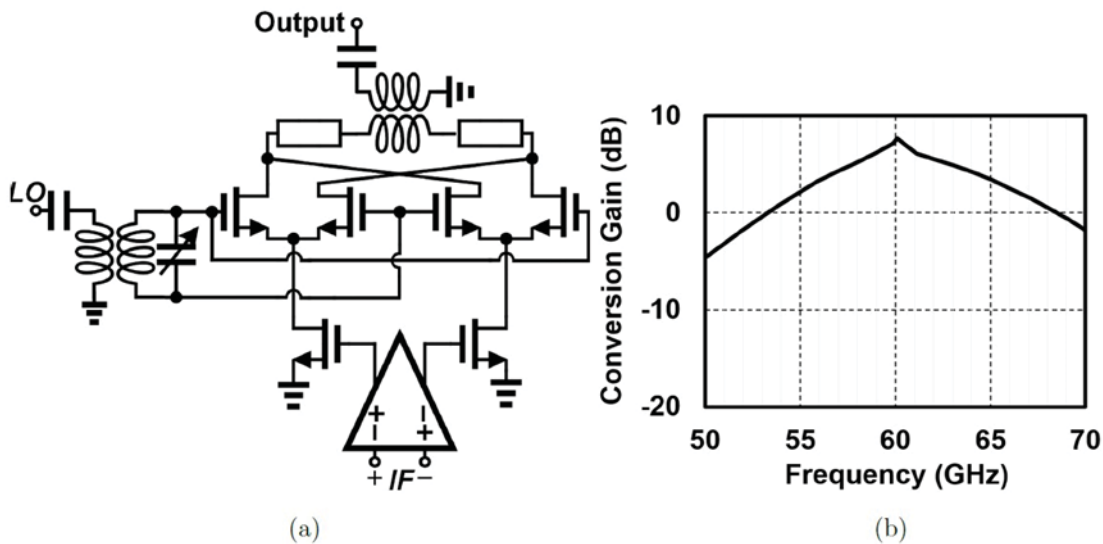 Output
LO
+ IF −
+
−
−
+
Conversion Gain (dB)
10
0
-10
-20
50 55 60 65 70
Frequency (GHz)
(a)
(b)